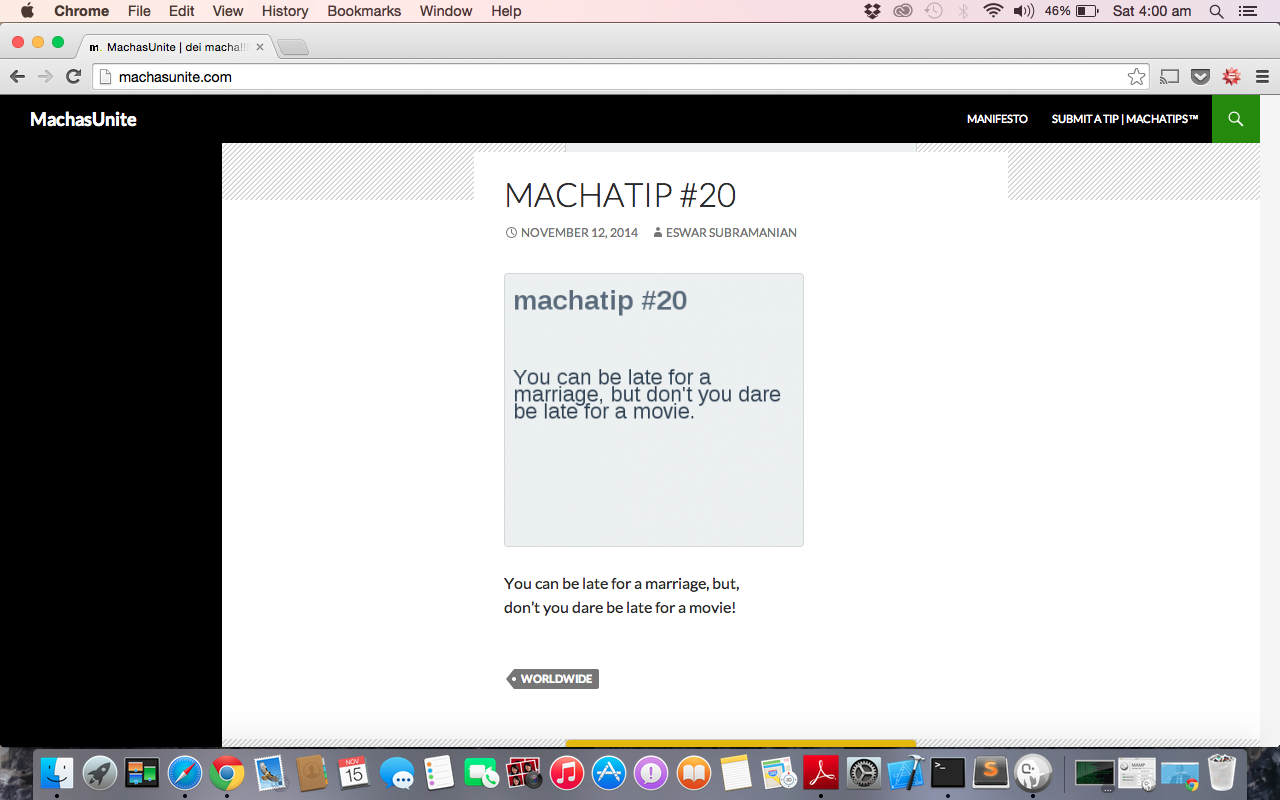 Chrome File Edit View History Bookmarks Window Help 46% Sat 4:00 am
m. MachasUnite | dei macha!!!
machasunite.com
MachasUnite MANIFESTO SUBMIT A TIP | MACHATIPS™
MACHATIP #20
NOVEMBER 12, 2014 ESWAR SUBRAMANIAN
machatip #20
You can be late for a
marriage, but don't you dare
be late for a movie.
You can be late for a marriage, but,
don’t you dare be late for a movie!
WORLDWIDE
NOV
15